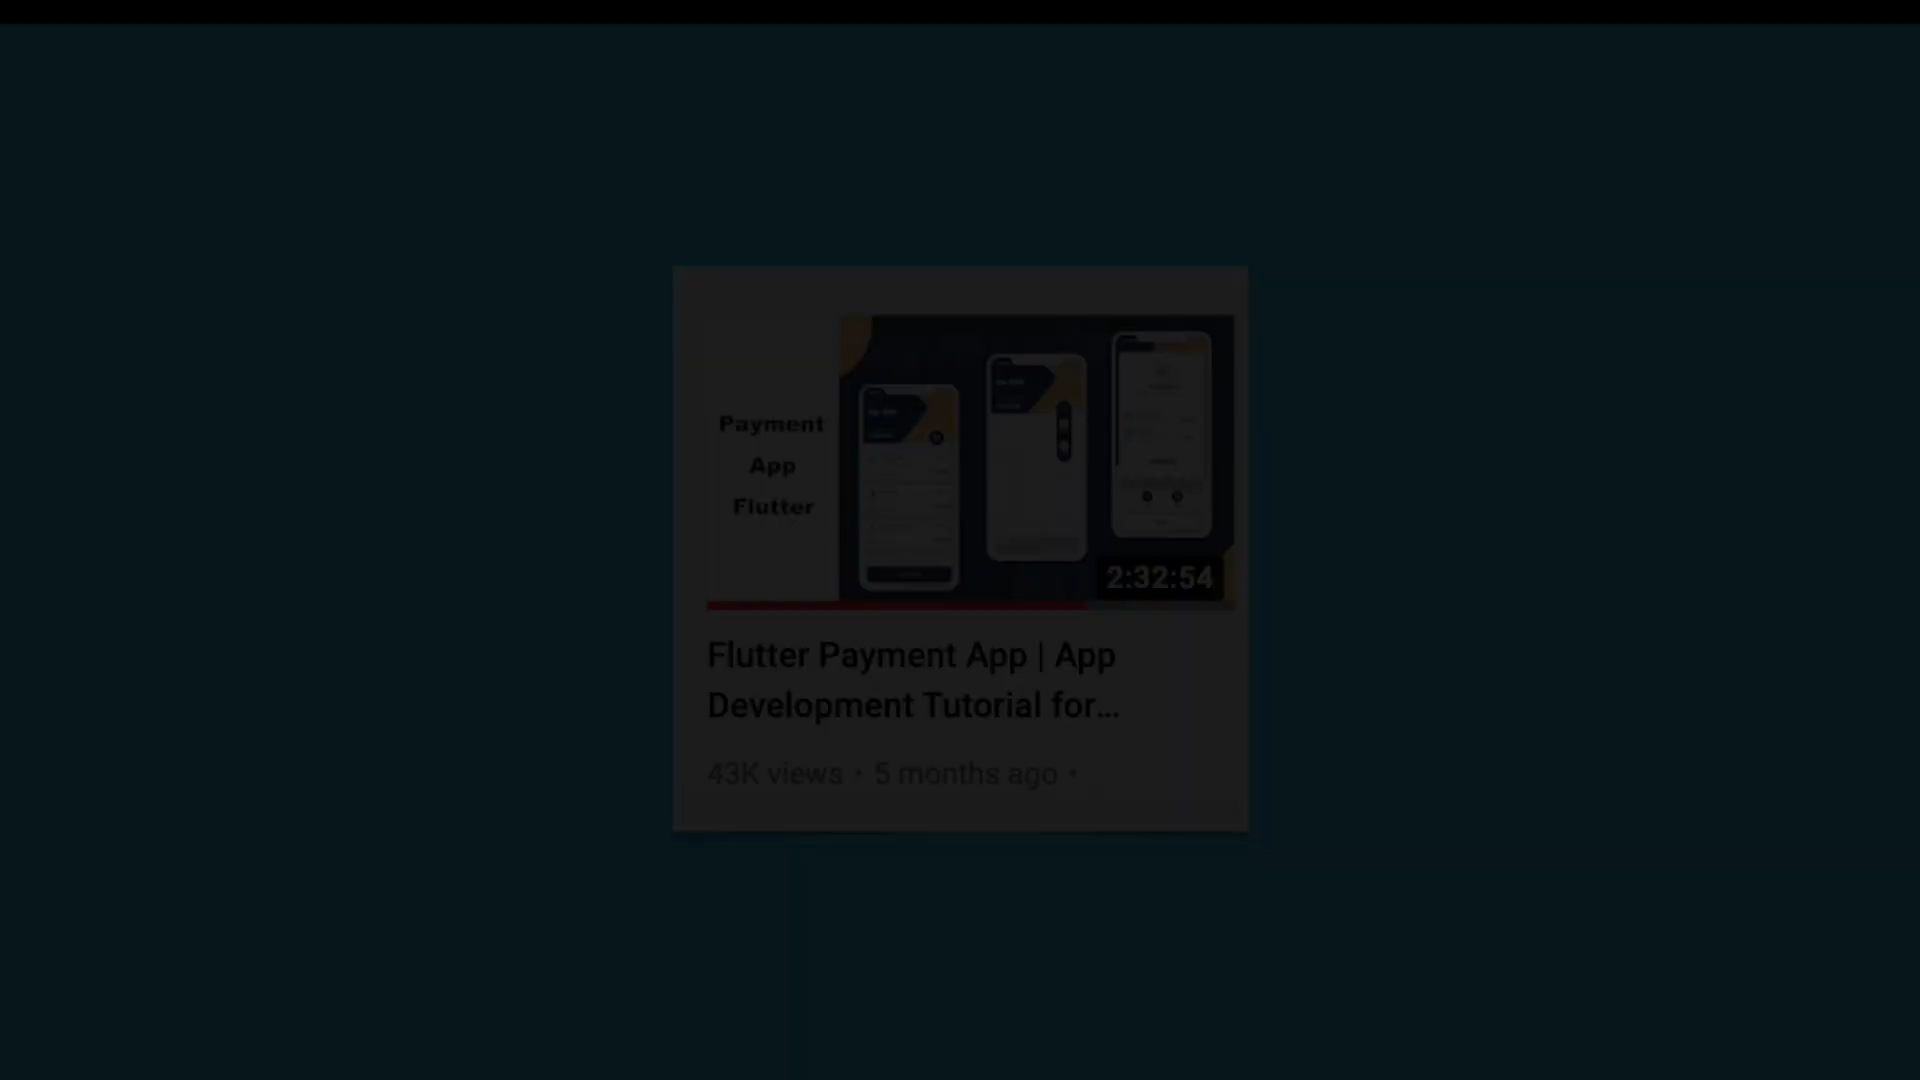 Payment
App
Flutter
2:32:54
Flutter Payment App | App
Development Tutorial for...
43K views • 5 months ago •